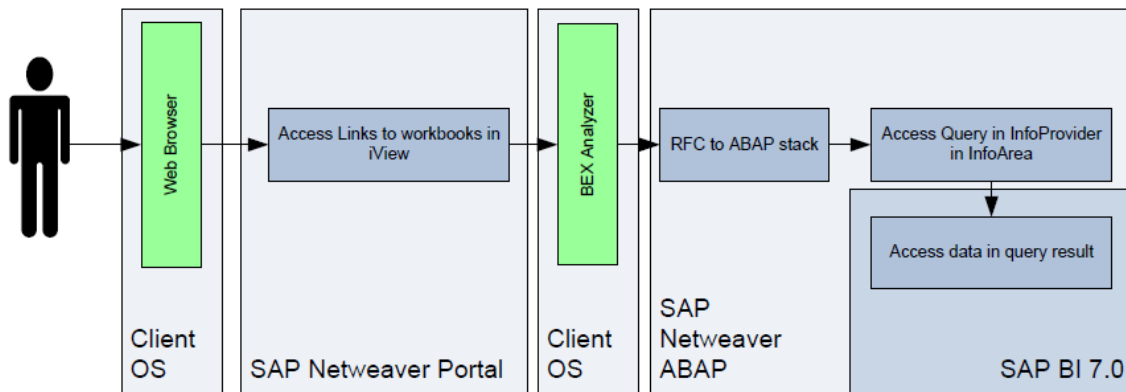 Web Browser
Access Links to workbooks in
iView
BEX Analyzer
RFC to ABAP stack
Access Query in InfoProvider
in InfoArea
Access data in query result
Client
OS
SAP Netweaver Portal
Client
OS
SAP
Netweaver
ABAP
SAP BI 7.0